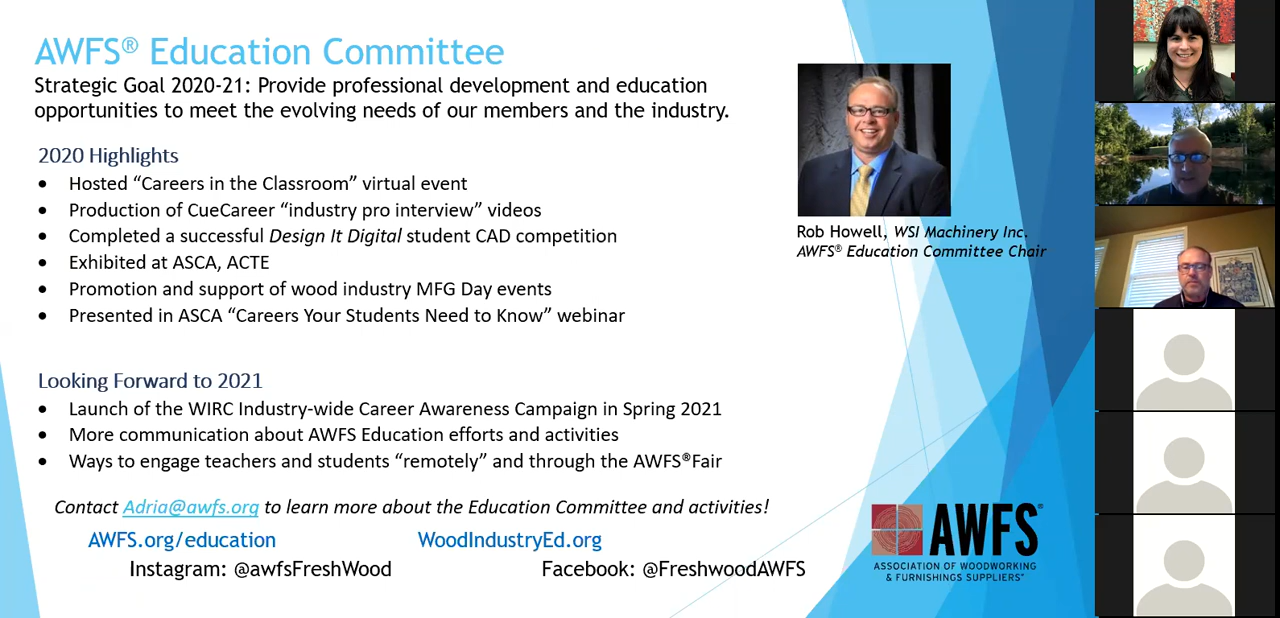 AWFS® Education Committee
Strategic Goal 2020-21: Provide professional development and education
opportunities to meet the evolving needs of our members and the industry.
2020 Highlights
• Hosted “Careers in the Classroom” virtual event
• Production of CueCareer “industry pro interview” videos
• Completed a successful Design It Digital student CAD competition
• Exhibited at ASCA, ACTE
• Promotion and support of wood industry MFG Day events
• Presented in ASCA “Careers Your Students Need to Know” webinar
Rob Howell, WSI Machinery Inc.
AWFS® Education Committee Chair
Looking Forward to 2021
• Launch of the WIRC Industry-wide Career Awareness Campaign in Spring 2021
• More communication about AWFS Education efforts and activities
• Ways to engage teachers and students “remotely” and through the AWFS®Fair
Contact Adria@awfs.org to learn more about the Education Committee and activities!
AWFS.org/education WoodIndustryEd.org
Instagram: @awfsFreshWood Facebook: @FreshwoodAWFS
AWFS®
ASSOCIATION OF WOODWORKING
& FURNISHINGS SUPPLIERS®